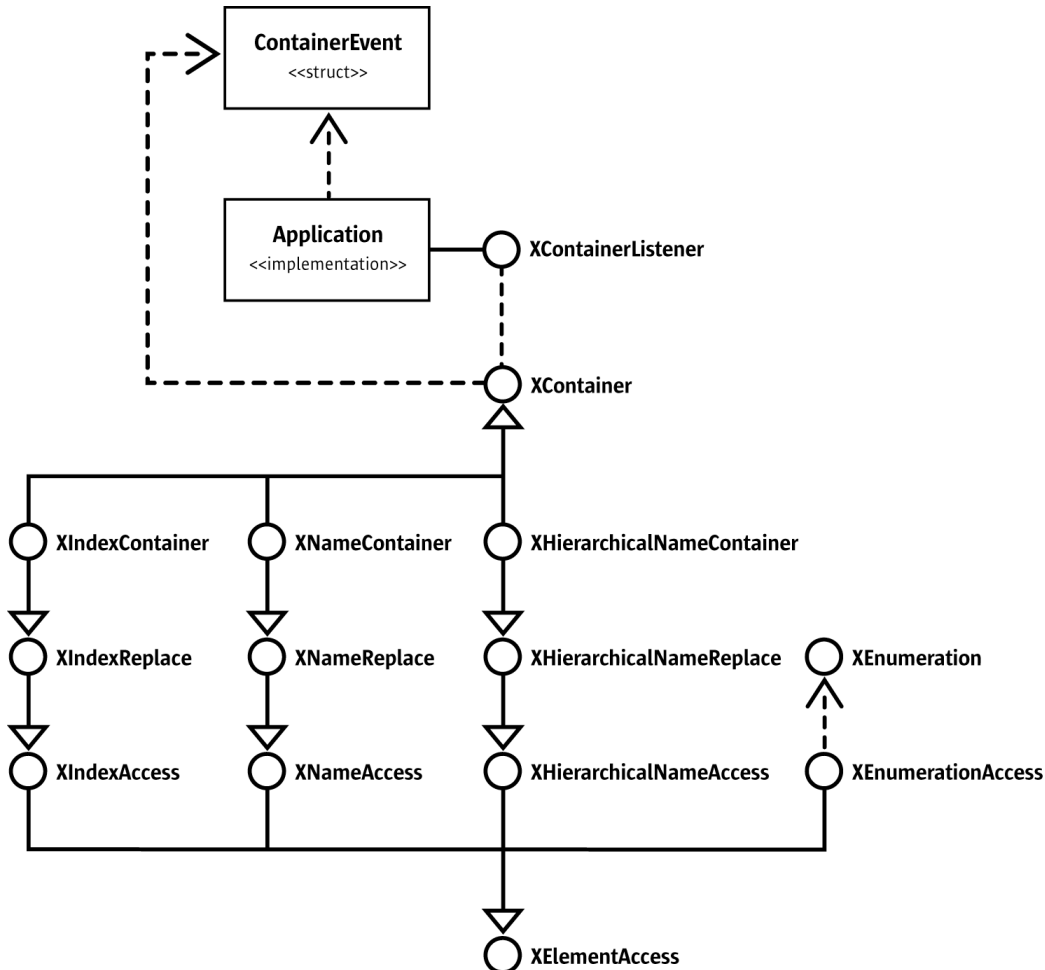 ContainerEvent
<<struct>>
Application
<<implementation>>
XContainerListener
XContainer
XIndexContainer
XNameContainer
XHierarchicalNameContainer
XIndexReplace
XNameReplace
XHierarchicalNameReplace
XEnumeration
XIndexAccess
XNameAccess
XHierarchicalNameAccess
XEnumerationAccess
XElementAccess